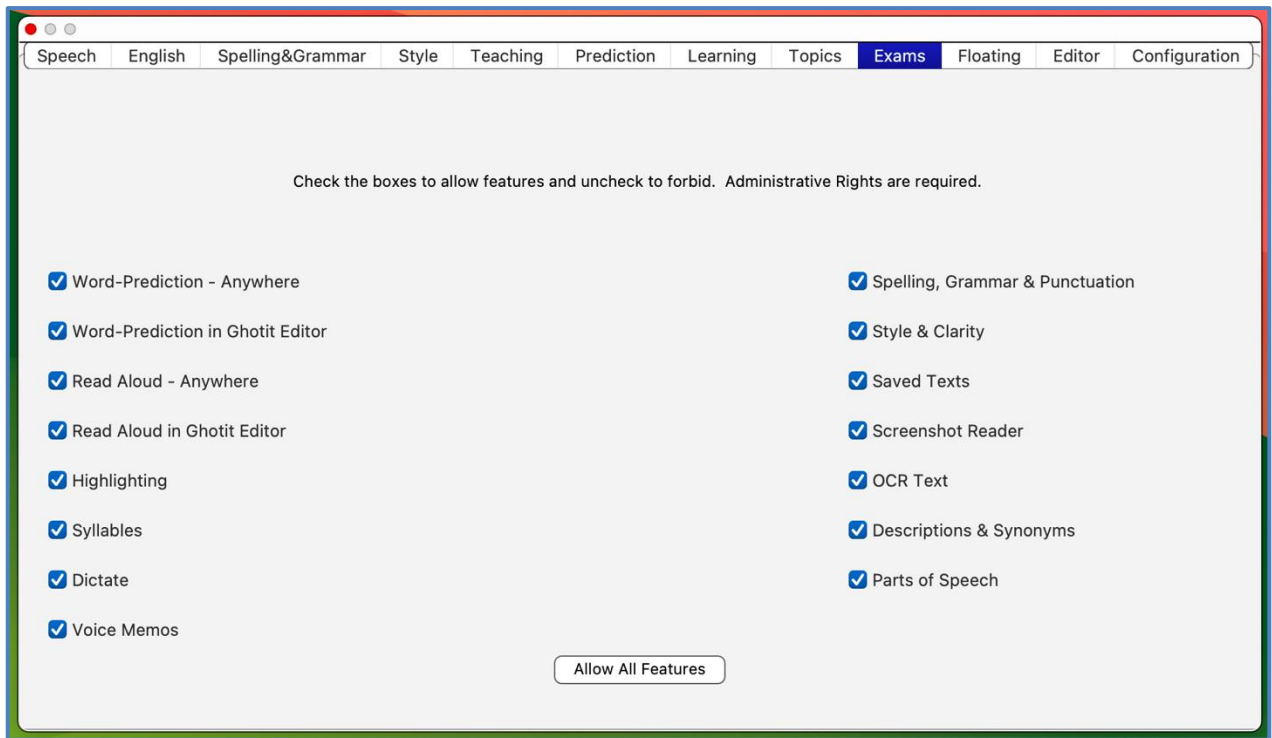 Speech English Spelling&Grammar Style Teaching Prediction Learning Topics Exams Floating Editor Configuration
Check the boxes to allow features and uncheck to forbid.  Administrative Rights are required.
Word-Prediction - Anywhere
Word-Prediction in Ghotit Editor
Read Aloud - Anywhere
Read Aloud in Ghotit Editor
Highlighting
Syllables
Dictate
Voice Memos
Spelling, Grammar & Punctuation
Style & Clarity
Saved Texts
Screenshot Reader
OCR Text
Descriptions & Synonyms
Parts of Speech
Allow All Features